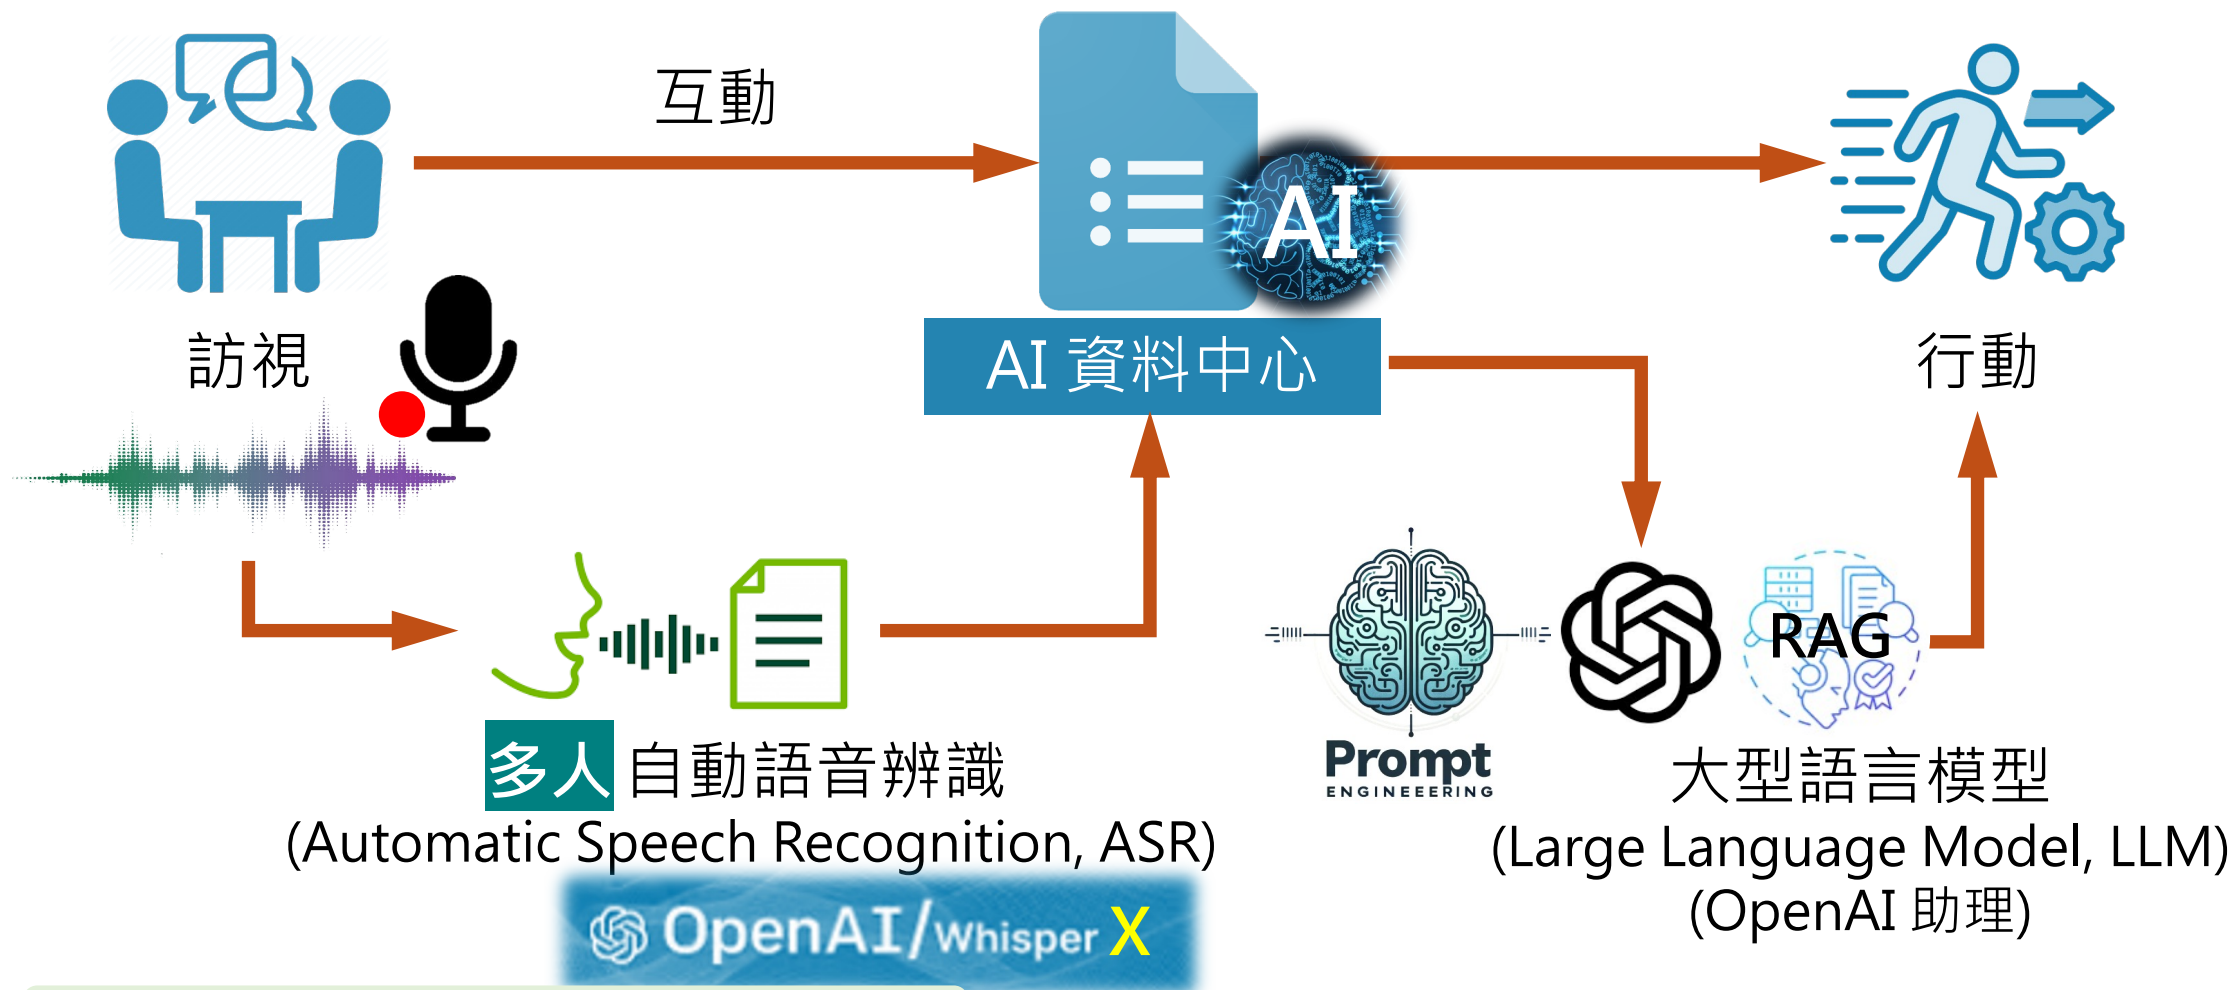 互動
AI
訪視
AI 資料中心
行動
RAG
Prompt
ENGINEEERING
多人自動語音辨識
(Automatic Speech Recognition, ASR)
OpenAI/Whisper X
大型語言模型
(Large Language Model, LLM)
(OpenAI 助理)